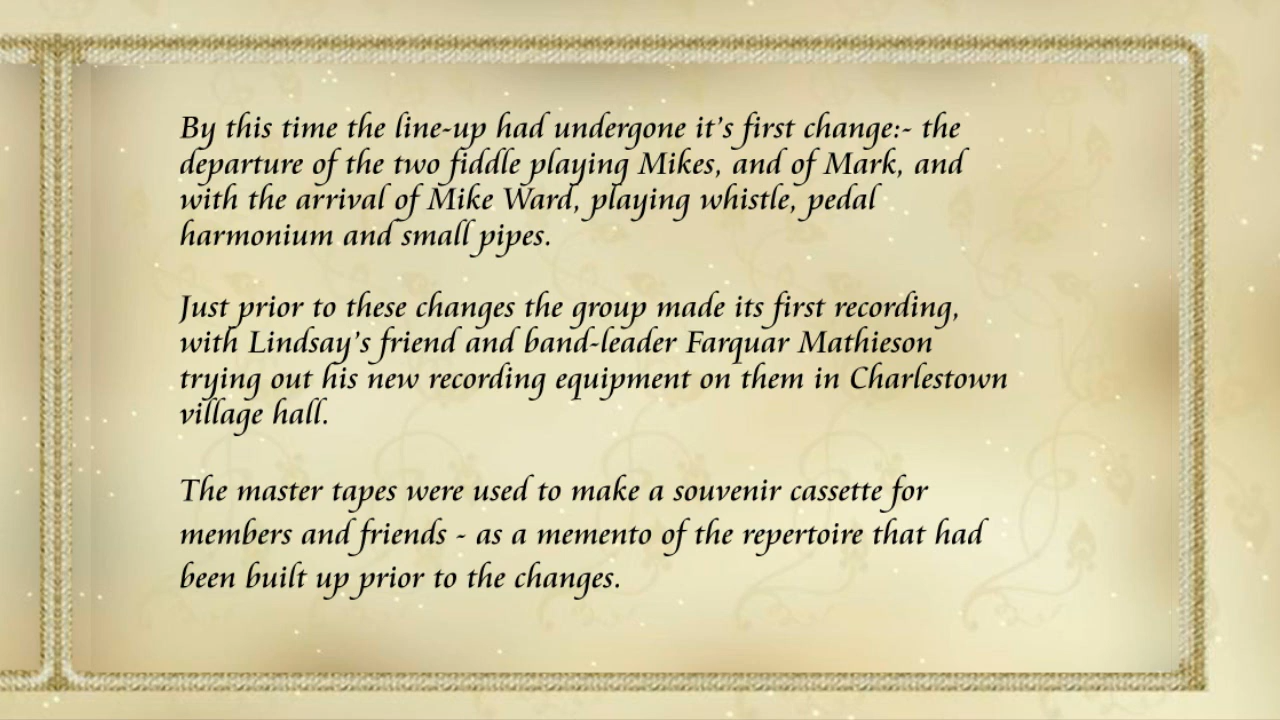 By this time the line-up had undergone it's first change:- the
departure of the two fiddle playing Mikes, and of Mark, and
with the arrival of Mike Ward, playing whistle, pedal
harmonium and small pipes.
Just prior to these changes the group made its first recording,
with Lindsay's friend and band-leader Farquar Mathieson
trying out his new recording equipment on them in Charlestown
village hall.
The master tapes were used to make a souvenir cassette for
members and friends - as a memento of the repertoire that had
been built up prior to the changes.